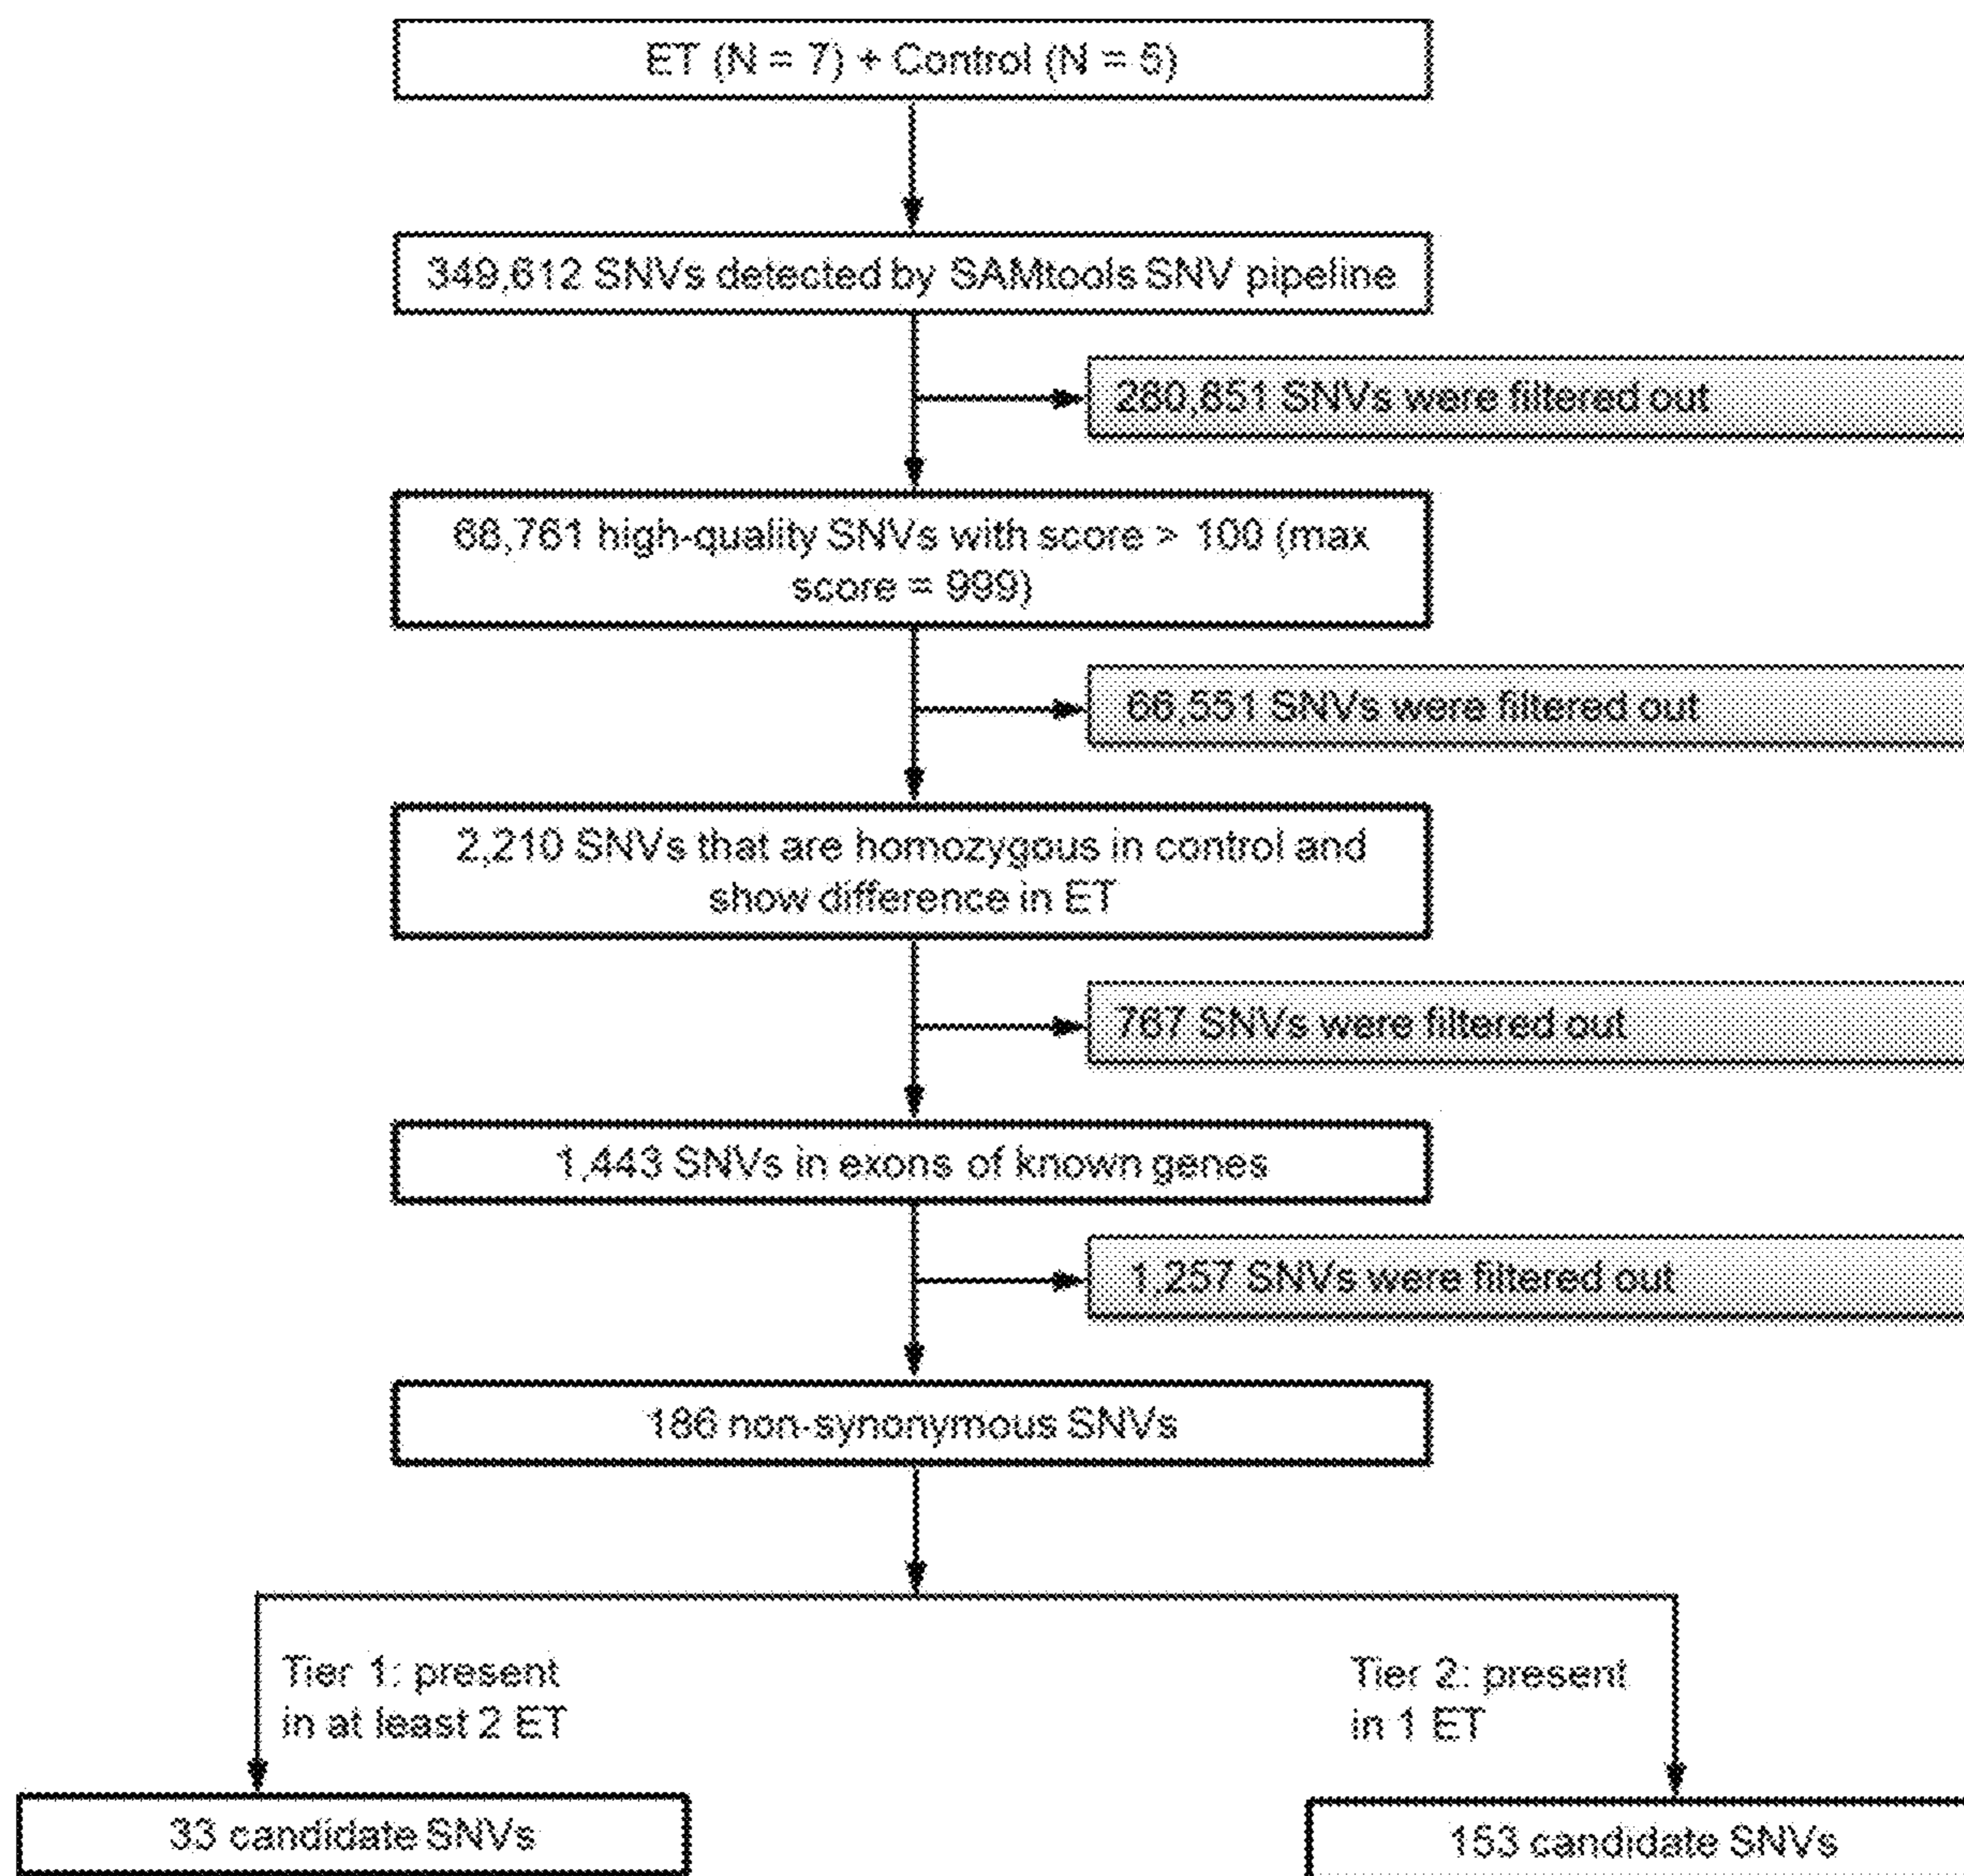 ET (N = 7) + Control (N = 5)
349,612 SNVs detected by SAMtools SNV pipeline
280,851 SNVs were filtered out
68,761 high-quality SNVs with score > 100 (max
score = 999)
66,551 SNVs were filtered out
2,210 SNVs that are homozygous in control and
show difference in ET
767 SNVs were filtered out
1,443 SNVs in exons of known genes
1,257 SNVs were filtered out
186 non-synonymous SNVs
Tier 1: present
in at least 2 ET
Tier 2: present
in 1 ET
33 candidate SNVs
153 candidate SNVs